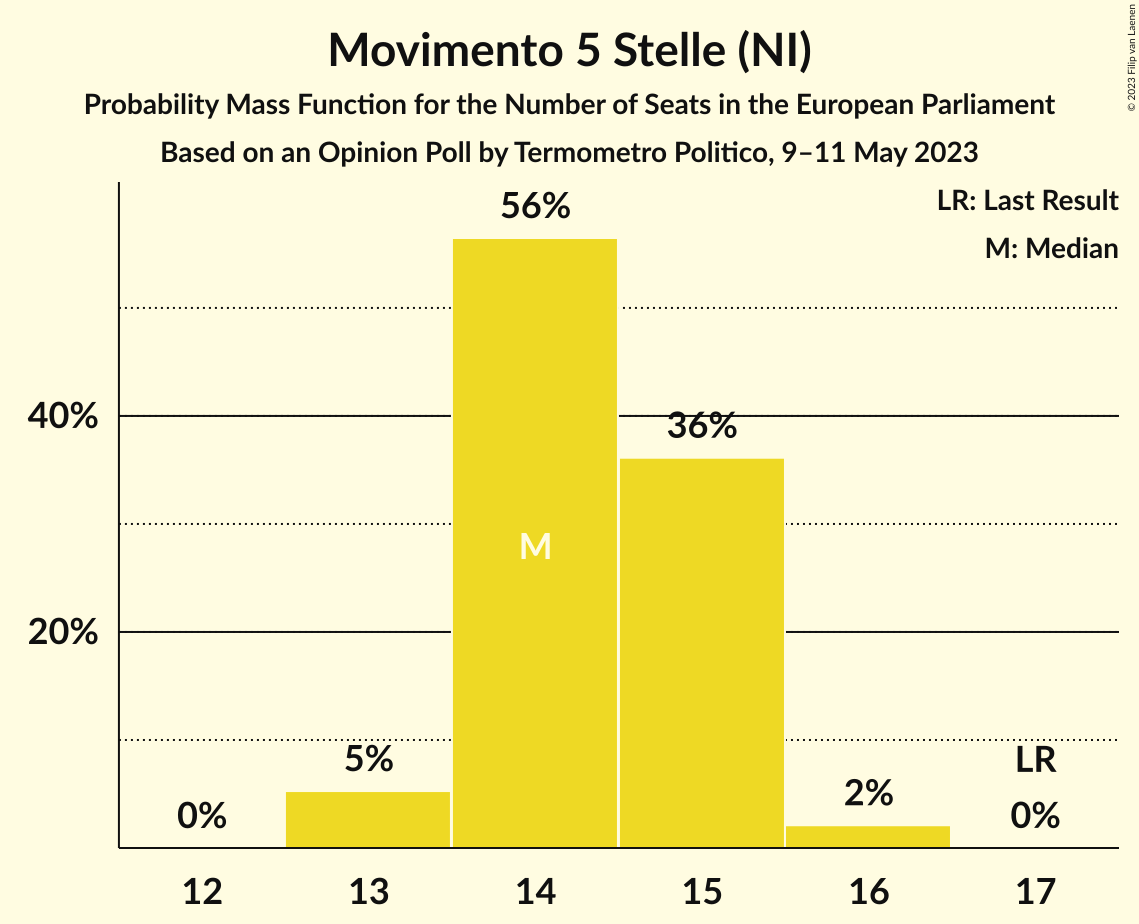 Movimento 5 Stelle (NI)
Probability Mass Function for the Number of Seats in the European Parliament
Based on an Opinion Poll by Termometro Politico, 9–11 May 2023
© 2023 Filip van Laenen
LR: Last Result
M: Median
56%
40%
36%
M
20%
5%
LR
2%
0%
0%
12 13 14 15 16 17